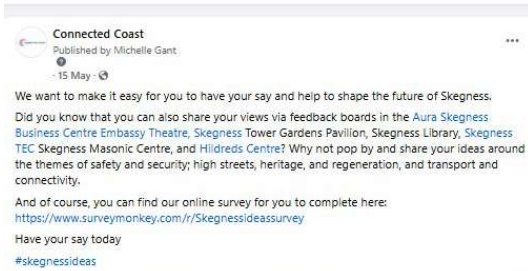 Connected Coast
Published by Michelle Gant
· 15 May ·
We want to make it easy for you to have your say and help to shape the future of Skegness.
Did you know that you can also share your views via feedback boards in the Aura Skegness
Business Centre Embassy Theatre, Skegness Tower Gardens Pavilion, Skegness Library, Skegness
TEC Skegness Masonic Centre, and Hildreds Centre? Why not pop by and share your ideas around
the themes of safety and security; high streets, heritage, and regeneration, and transport and
connectivity.
And of course, you can find our online survey for you to complete here:
https://www.surveymonkey.com/r/Skegnessideassurvey
Have your say today
#skegnessideas